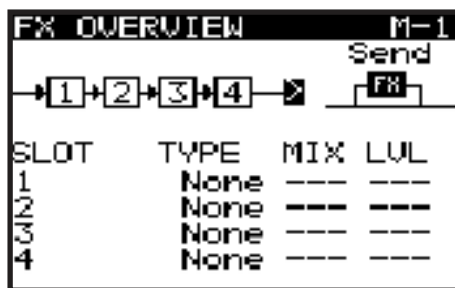 FX OVERVIEW M-1
Send
1 2 3 4 FX
SLOT TYPE MIX LVL
1 None --- ---
2 None --- ---
3 None --- ---
4 None --- ---